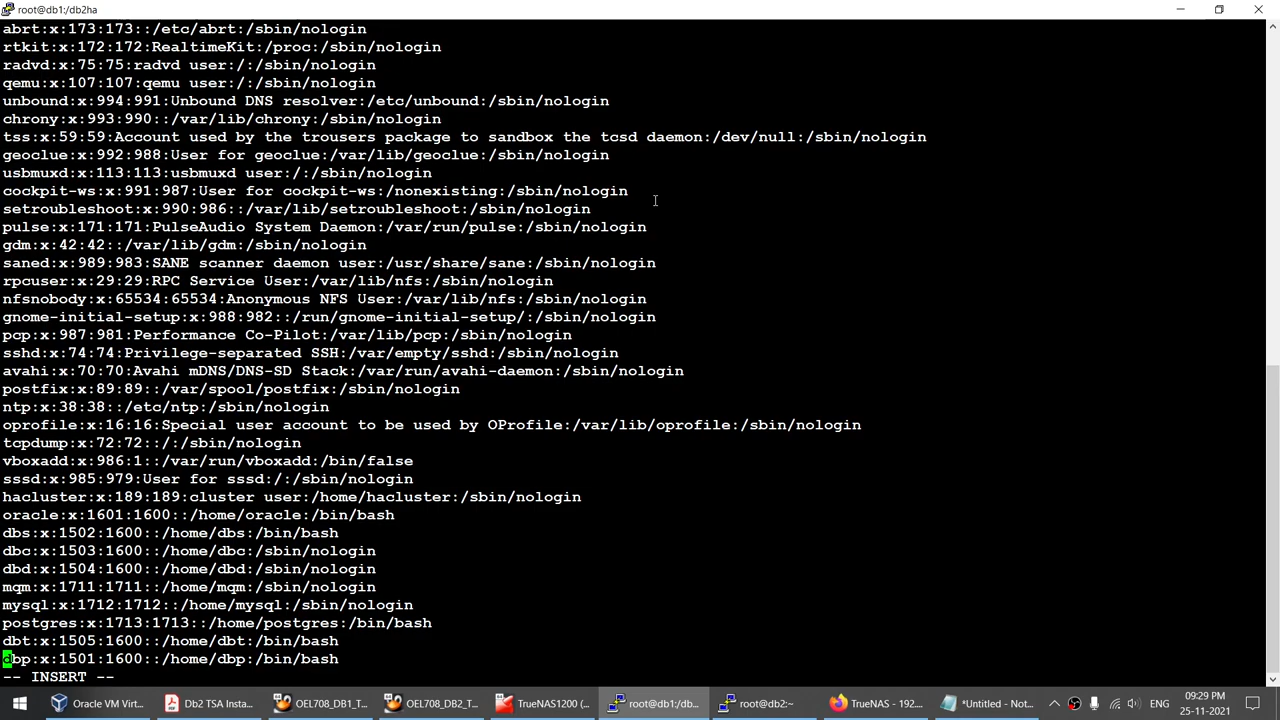 root@db1:/db2ha
abrt:x:173:173::/etc/abrt:/sbin/nologin
rtkit:x:172:172:RealtimeKit:/proc:/sbin/nologin
radvd:x:75:75:radvd user:/:/sbin/nologin
qemu:x:107:107:qemu user:/:/sbin/nologin
unbound:x:994:991:Unbound DNS resolver:/etc/unbound:/sbin/nologin
chrony:x:993:990::/var/lib/chrony:/sbin/nologin
tss:x:59:59:Account used by the trousers package to sandbox the tcsd daemon:/dev/null:/sbin/nologin
geoclue:x:992:988:User for geoclue:/var/lib/geoclue:/sbin/nologin
usbmuxd:x:113:113:usbmuxd user:/:/sbin/nologin
cockpit-ws:x:991:987:User for cockpit-ws:/nonexisting:/sbin/nologin
setroubleshoot:x:990:986::/var/lib/setroubleshoot:/sbin/nologin
pulse:x:171:171:PulseAudio System Daemon:/var/run/pulse:/sbin/nologin
gdm:x:42:42::/var/lib/gdm:/sbin/nologin
saned:x:989:983:SANE scanner daemon user:/usr/share/sane:/sbin/nologin
rpcuser:x:29:29:RPC Service User:/var/lib/nfs:/sbin/nologin
nfsnobody:x:65534:65534:Anonymous NFS User:/var/lib/nfs:/sbin/nologin
gnome-initial-setup:x:988:982::/run/gnome-initial-setup/:/sbin/nologin
pcp:x:987:981:Performance Co-Pilot:/var/lib/pcp:/sbin/nologin
sshd:x:74:74:Privilege-separated SSH:/var/empty/sshd:/sbin/nologin
avahi:x:70:70:Avahi mDNS/DNS-SD Stack:/var/run/avahi-daemon:/sbin/nologin
postfix:x:89:89::/var/spool/postfix:/sbin/nologin
ntp:x:38:38::/etc/ntp:/sbin/nologin
oprofile:x:16:16:Special user account to be used by OProfile:/var/lib/oprofile:/sbin/nologin
tcpdump:x:72:72::/:/sbin/nologin
vboxadd:x:986:1::/var/run/vboxadd:/bin/false
sssd:x:985:979:User for sssd:/:/sbin/nologin
hacluster:x:189:189:cluster user:/home/hacluster:/sbin/nologin
oracle:x:1601:1600::/home/oracle:/bin/bash
dbs:x:1502:1600::/home/dbs:/bin/bash
dbc:x:1503:1600::/home/dbc:/sbin/nologin
dbd:x:1504:1600::/home/dbd:/sbin/nologin
mqm:x:1711:1711::/home/mqm:/sbin/nologin
mysql:x:1712:1712::/home/mysql:/sbin/nologin
postgres:x:1713:1713::/home/postgres:/bin/bash
dbt:x:1505:1600::/home/dbt:/bin/bash
dbp:x:1501:1600::/home/dbp:/bin/bash
-- INSERT --
Oracle VM Virt... Db2 TSA Insta... OEL708_DB1_T... OEL708_DB2_T... TrueNAS1200 (... root@db1:/db... root@db2:~ TrueNAS - 192... *Untitled - Not... ENG 09:29 PM
25-11-2021